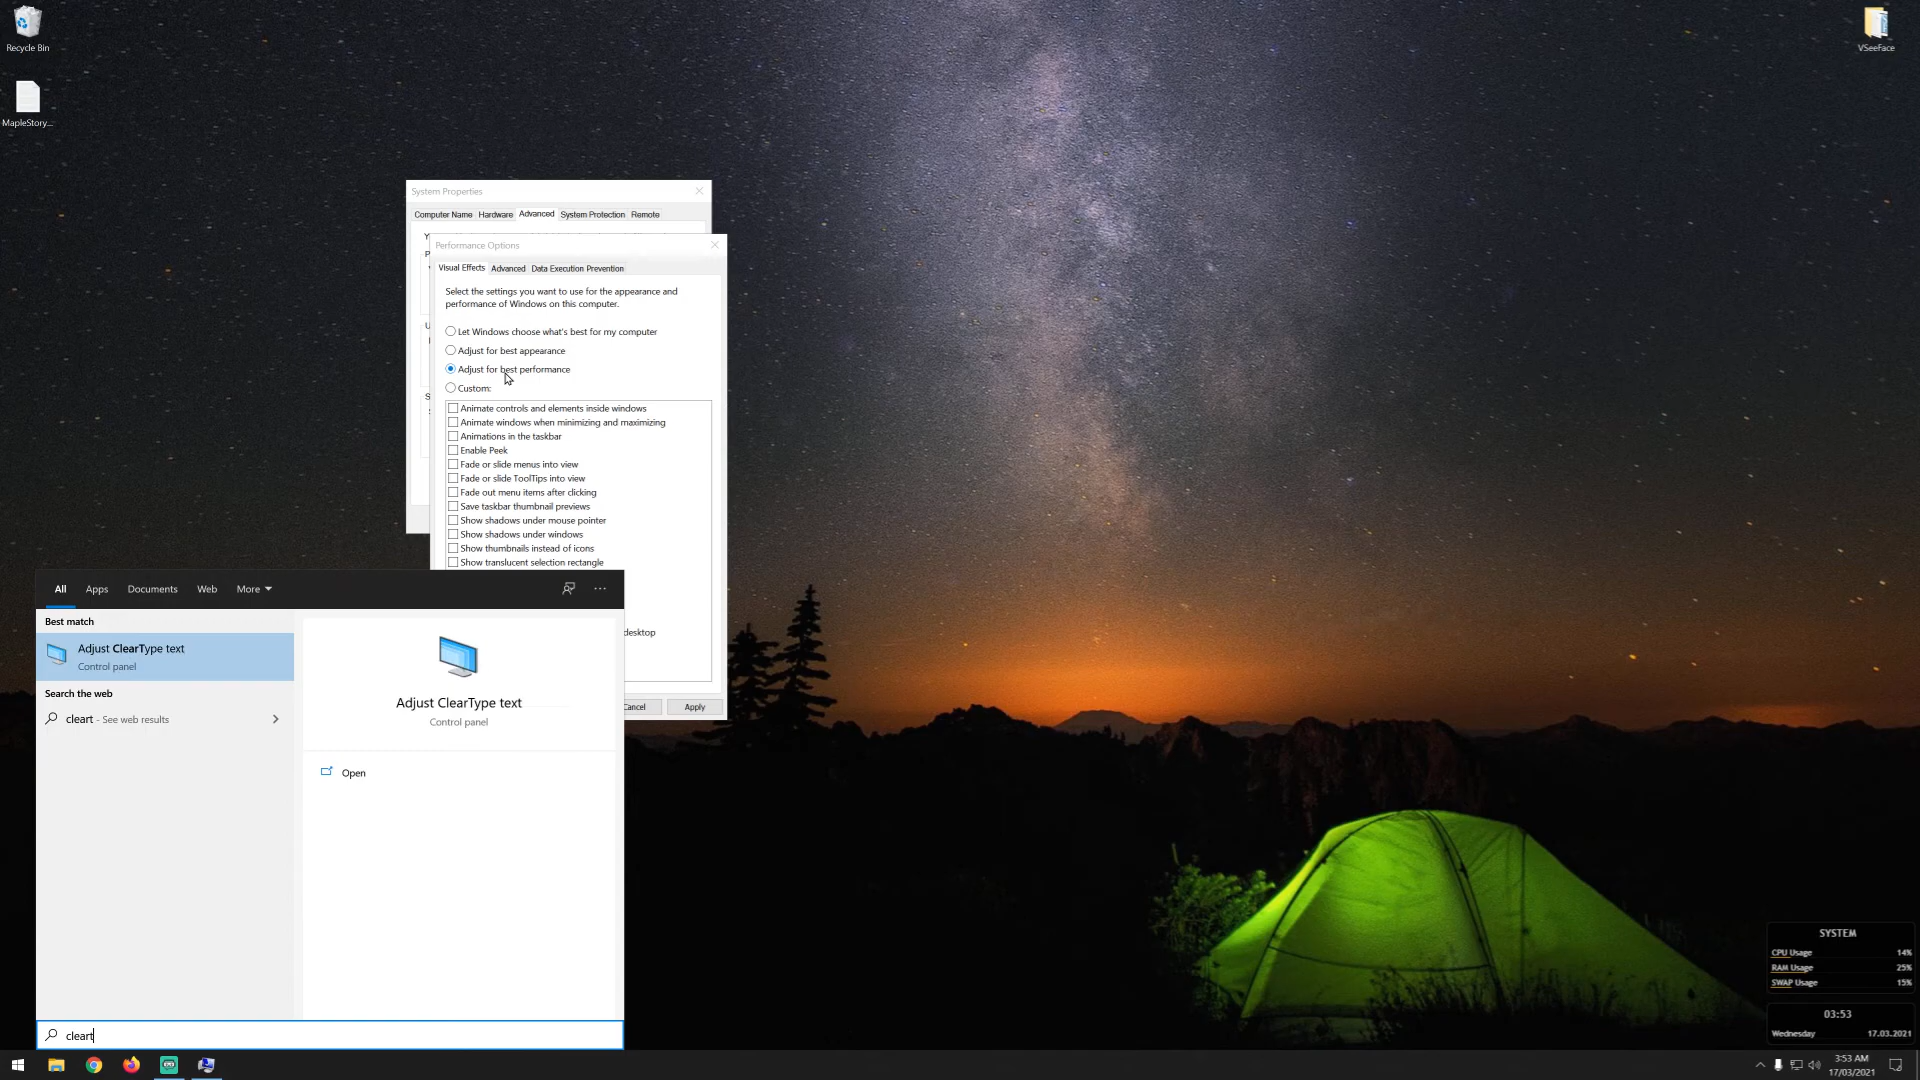 Recycle Bin
MapleStory...
VSeeFace
System Properties
Computer Name Hardware Advanced System Protection Remote
Performance Options
Visual Effects Advanced Data Execution Prevention
Select the settings you want to use for the appearance and
performance of Windows on this computer.
Let Windows choose what's best for my computer
Adjust for best appearance
Adjust for best performance
Custom:
Animate controls and elements inside windows
Animate windows when minimizing and maximizing
Animations in the taskbar
Enable Peek
Fade or slide menus into view
Fade or slide ToolTips into view
Fade out menu items after clicking
Save taskbar thumbnail previews
Show shadows under mouse pointer
Show shadows under windows
Show thumbnails instead of icons
Show translucent selection rectangle
desktop
Cancel Apply
All Apps Documents Web More
Best match
Adjust ClearType text
Control panel
Search the web
cleart - See web results
Adjust ClearType text
Control panel
Open
cleart
SYSTEM
CPU Usage 14%
RAM Usage 25%
SWAP Usage 15%
03:53
Wednesday 17.03.2021
3:53 AM
17/03/2021